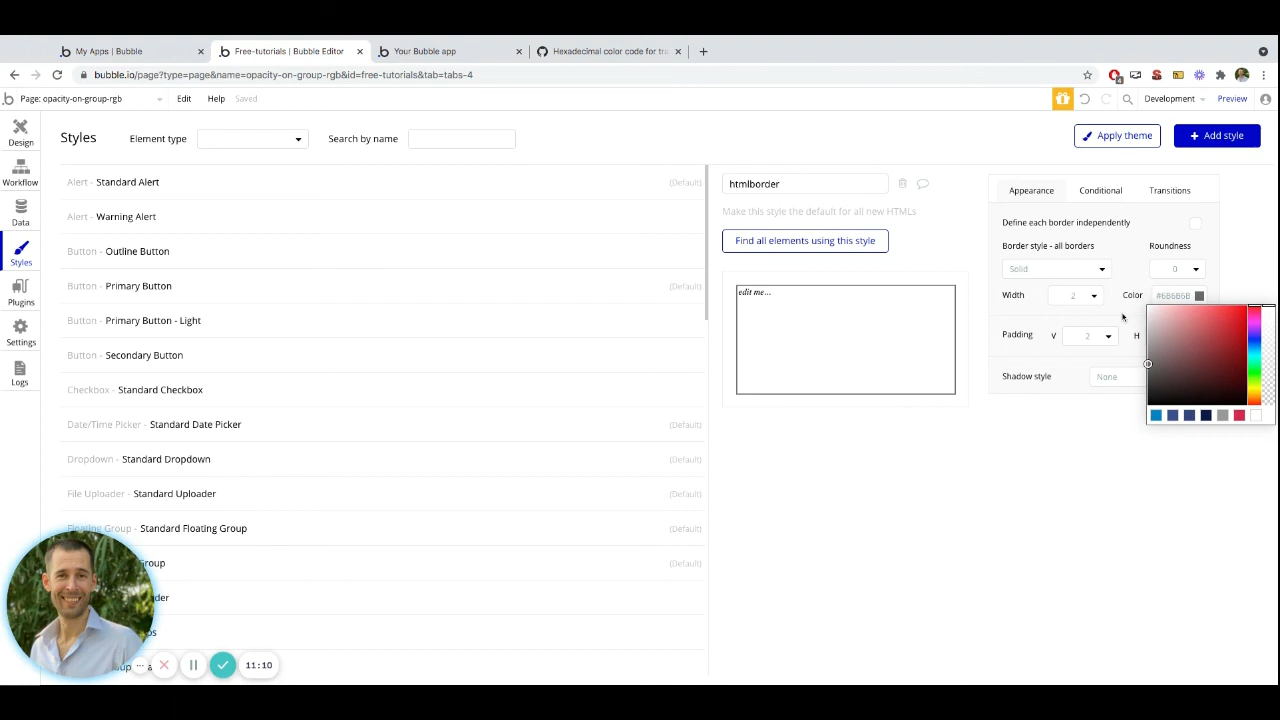 My Apps | Bubble
Free-tutorials | Bubble Editor
Your Bubble app
Hexadecimal color code for tra
bubble.io/page?type=page&name=opacity-on-group-rgb&id=free-tutorials&tab=tabs-4
Page: opacity-on-group-rgb
Edit
Help
Saved
Development
Preview
Design
Workflow
Data
Styles
Plugins
Settings
Logs
Styles
Element type
Search by name
Apply theme
+ Add style
Alert - Standard Alert (Default)
Alert - Warning Alert
Button - Outline Button
Button - Primary Button (Default)
Button - Primary Button - Light
Button - Secondary Button
Checkbox - Standard Checkbox
Date/Time Picker - Standard Date Picker (Default)
Dropdown - Standard Dropdown (Default)
File Uploader - Standard Uploader (Default)
Floating Group - Standard Floating Group (Default)
(Default)
htmlborder
Make this style the default for all new HTMLs
Find all elements using this style
edit me...
Appearance
Conditional
Transitions
Define each border independently
Border style - all borders
Roundness
Solid
0
Width
2
Color
#6B6B6B
Padding
V
2
H
Shadow style
None
11:10